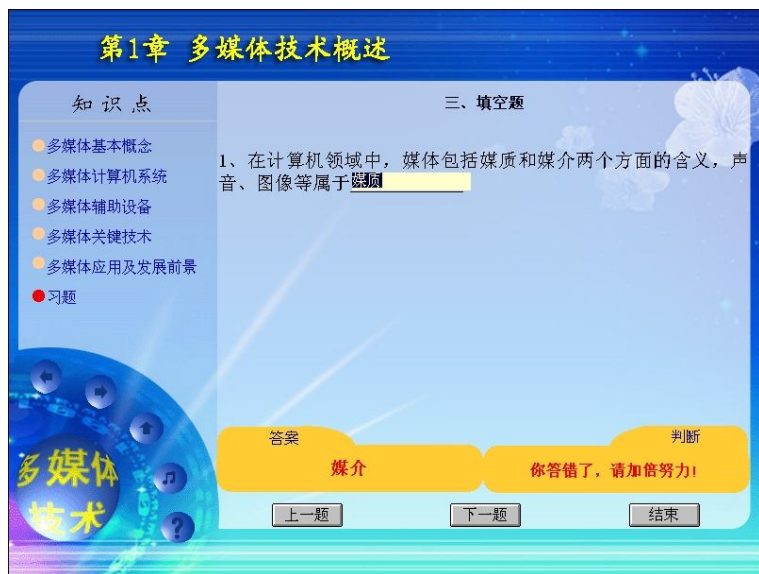 第1章 多媒体技术概述
知识点
多媒体基本概念
多媒体计算机系统
多媒体辅助设备
多媒体关键技术
多媒体应用及发展前景
习题
三、填空题
1、在计算机领域中，媒体包括媒质和媒介两个方面的含义，声
音、图像等属于媒质
答案
媒介
判断
你答错了，请加倍努力!
上一题
下一题
结束
多媒体
技术
?